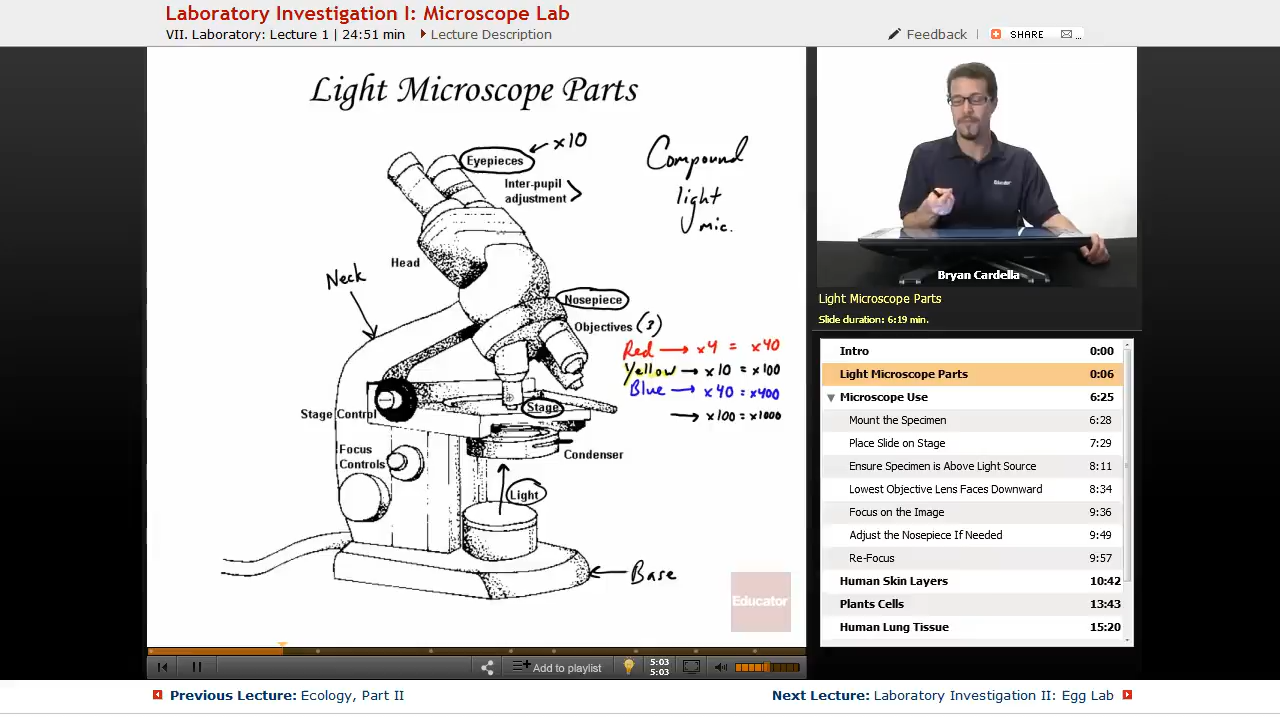 Laboratory Investigation I: Microscope Lab
VII. Laboratory: Lecture 1 | 24:51 min
Lecture Description
Feedback
SHARE
Light Microscope Parts
Eyepieces
x10
Inter-pupil
adjustment
Compound
light
mic.
Head
Neck
Nosepiece
Objectives (3)
Red → x4 = x40
Yellow → x10 = x100
Blue → x40 = x400
→ x100 = x1000
Stage
Stage Control
Focus
Controls
Condenser
Light
Base
Educator
Educator
Bryan Cardella
Light Microscope Parts
Slide duration: 6:19 min.
Intro 0:00
Light Microscope Parts 0:06
Microscope Use 6:25
Mount the Specimen 6:28
Place Slide on Stage 7:29
Ensure Specimen is Above Light Source 8:11
Lowest Objective Lens Faces Downward 8:34
Focus on the Image 9:36
Adjust the Nosepiece If Needed 9:49
Re-Focus 9:57
Human Skin Layers 10:42
Plants Cells 13:43
Human Lung Tissue 15:20
Add to playlist
5:03
5:03
Previous Lecture: Ecology, Part II
Next Lecture: Laboratory Investigation II: Egg Lab